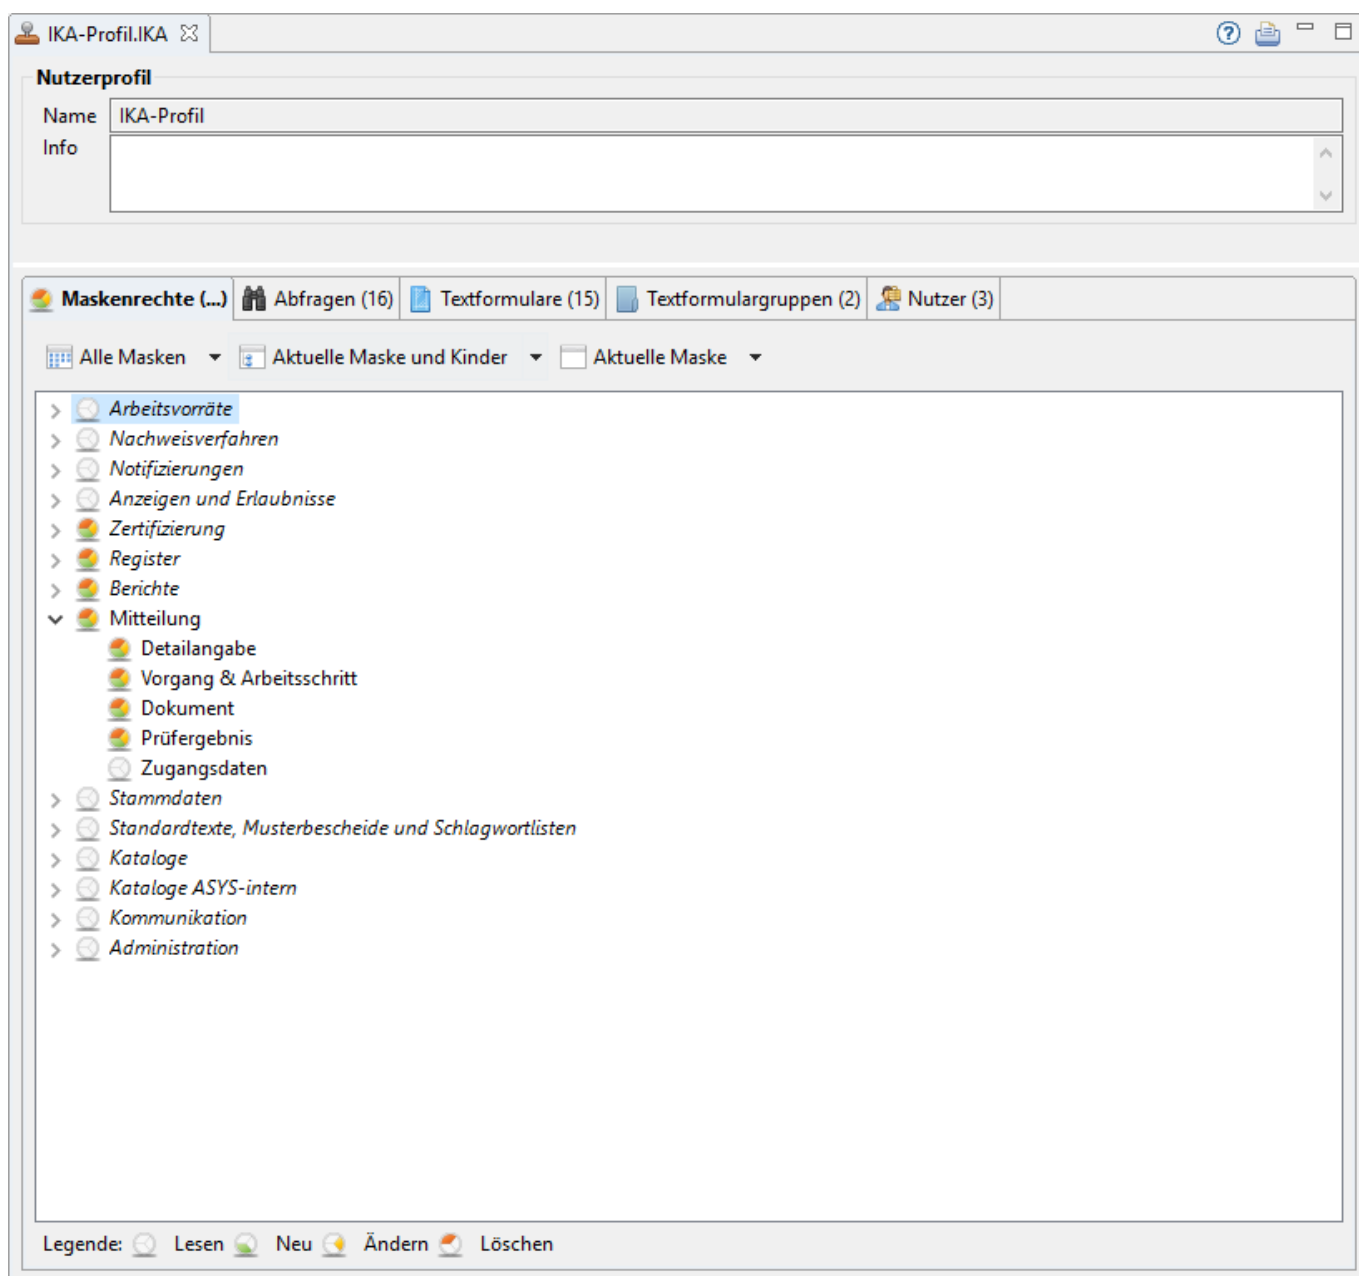 IKA-Profil.IKA
Nutzerprofil
Name IKA-Profil
Info
Maskenrechte (...) Abfragen (16) Textformulare (15) Textformulargruppen (2) Nutzer (3)
Alle Masken Aktuelle Maske und Kinder Aktuelle Maske
Arbeitsvorräte
Nachweisverfahren
Notifizierungen
Anzeigen und Erlaubnisse
Zertifizierung
Register
Berichte
Mitteilung
Detailangabe
Vorgang & Arbeitsschritt
Dokument
Prüfergebnis
Zugangsdaten
Stammdaten
Standardtexte, Musterbescheide und Schlagwortlisten
Kataloge
Kataloge ASYS-intern
Kommunikation
Administration
Legende: Lesen Neu Ändern Löschen